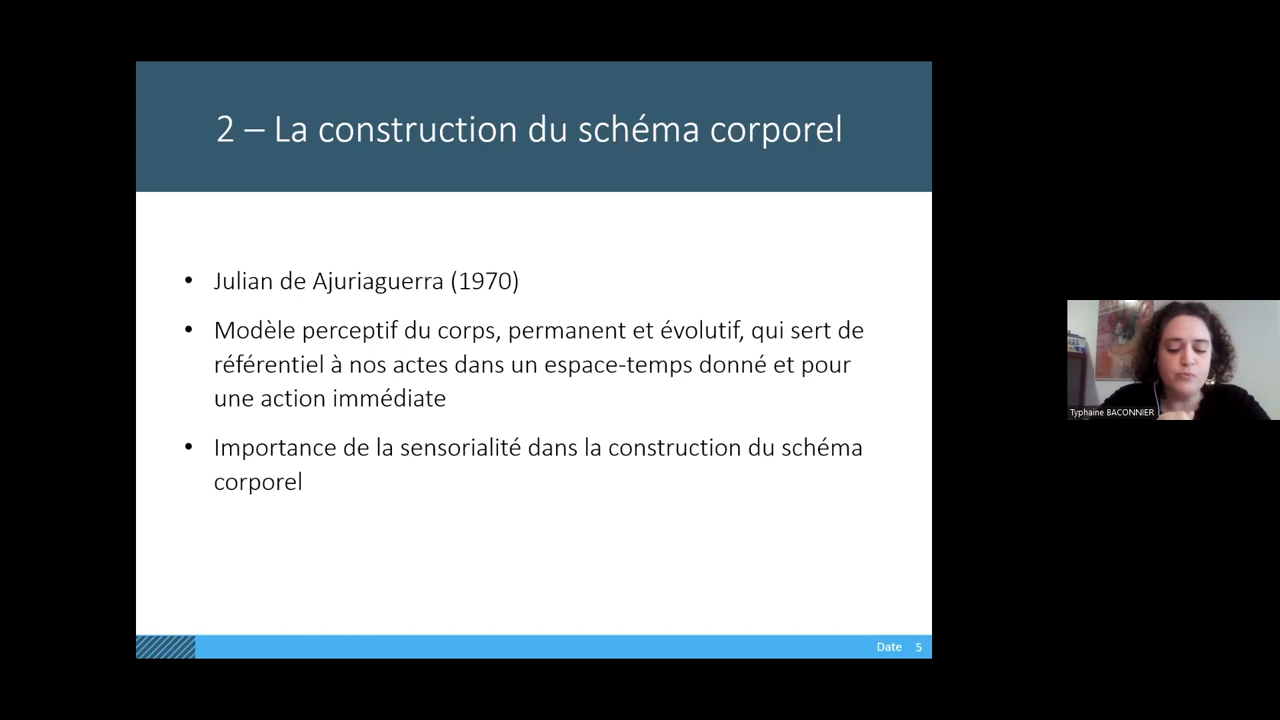 2 – La construction du schéma corporel
• Julian de Ajuriaguerra (1970)
• Modèle perceptif du corps, permanent et évolutif, qui sert de
référentiel à nos actes dans un espace-temps donné et pour
une action immédiate
• Importance de la sensorialité dans la construction du schéma
corporel
Date 5
Typhaine BACONNIER